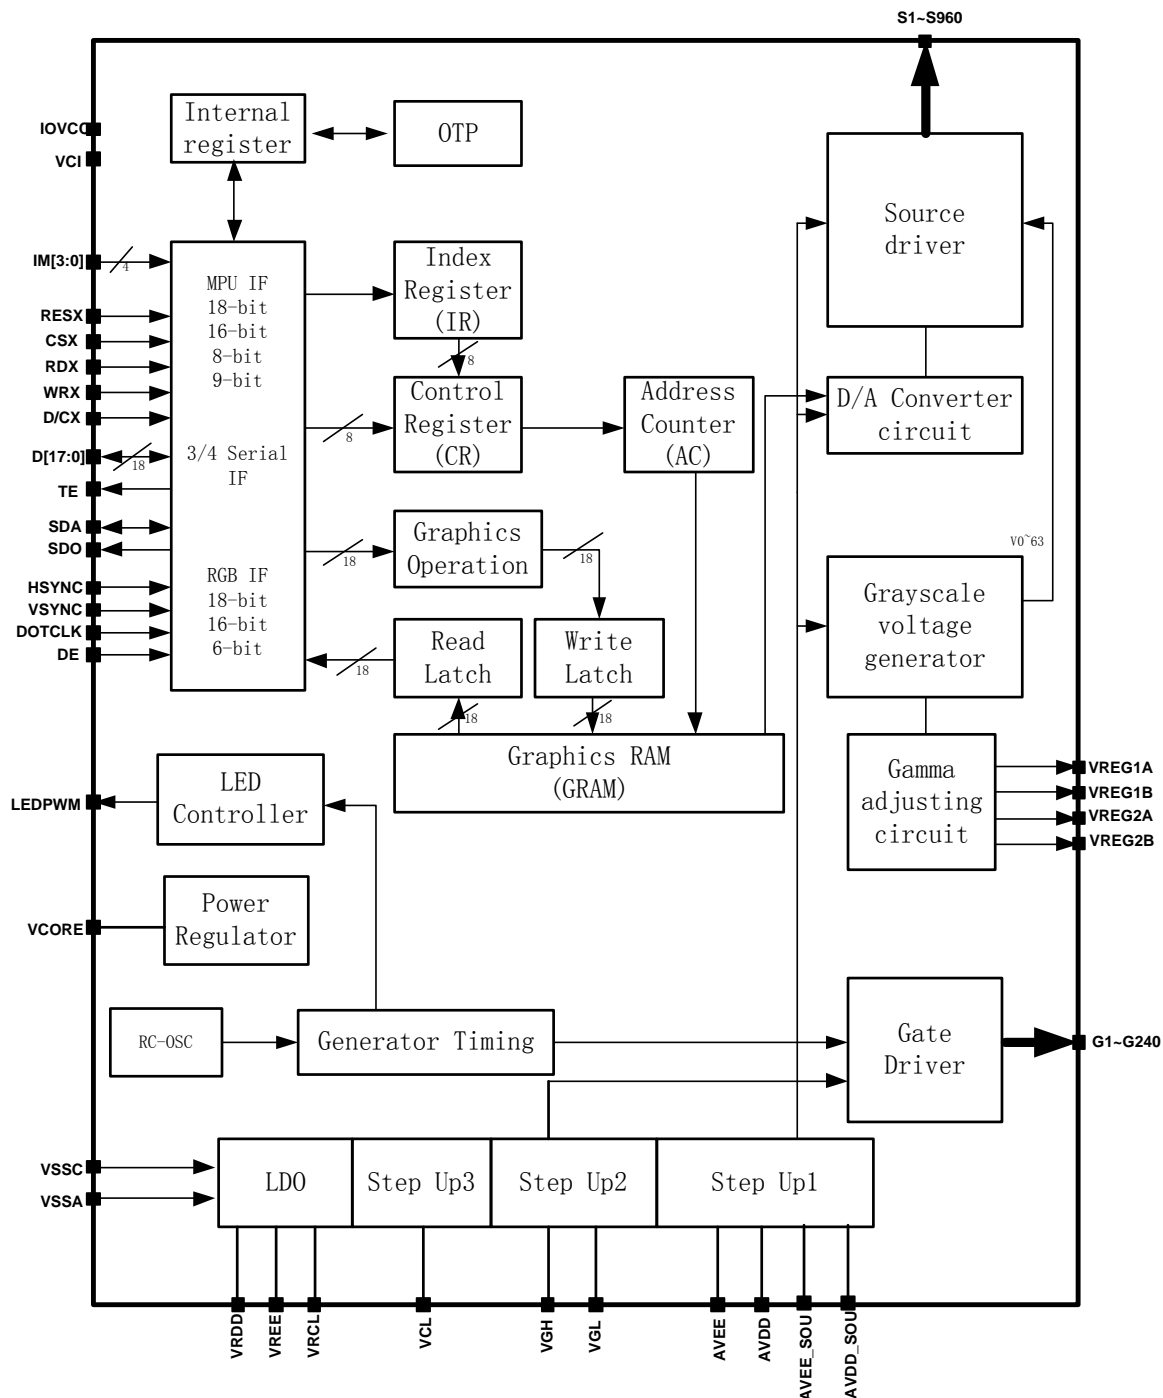 S1~S960
IOVCC
VCI
Internal
register
OTP
Source
driver
IM[3:0]
4
RESX
CSX
RDX
WRX
D/CX
D[17:0]
18
TE
SDA
SDO
HSYNC
VSYNC
DOTCLK
DE
MPU IF
18-bit
16-bit
8-bit
9-bit
3/4 Serial
IF
RGB IF
18-bit
16-bit
6-bit
Index
Register
(IR)
8
8
Control
Register
(CR)
Address
Counter
(AC)
D/A Converter
circuit
18
Graphics
Operation
18
V0~63
Grayscale
voltage
generator
18
Read
Latch
Write
Latch
18
18
Graphics RAM
(GRAM)
Gamma
adjusting
circuit
VREG1A
VREG1B
VREG2A
VREG2B
LEDPWM
LED
Controller
VCORE
Power
Regulator
RC-OSC
Generator Timing
Gate
Driver
G1~G240
VSSC
VSSA
LDO
Step Up3
Step Up2
Step Up1
VRDD
VREE
VRCL
VCL
VGH
VGL
AVEE
AVDD
AVEE_SOU
AVDD_SOU